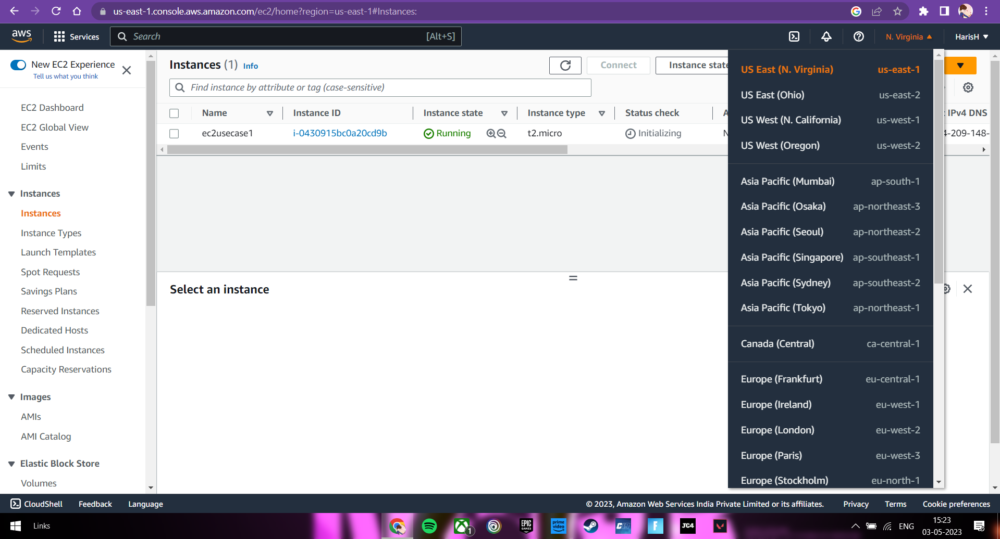 us-east-1.console.aws.amazon.com/ec2/home?region=us-east-1#Instances:
aws
Services
Search
[Alt+S]
N. Virginia
HarisH
New EC2 Experience
Tell us what you think
EC2 Dashboard
EC2 Global View
Events
Limits
Instances
Instances
Instance Types
Launch Templates
Spot Requests
Savings Plans
Reserved Instances
Dedicated Hosts
Scheduled Instances
Capacity Reservations
Images
AMIs
AMI Catalog
Elastic Block Store
Volumes
Instances (1) Info
Connect
Instance state
Find instance by attribute or tag (case-sensitive)
Name
Instance ID
Instance state
Instance type
Status check
A
IPv4 DNS
ec2usecase1
i-0430915bc0a20cd9b
Running
t2.micro
Initializing
N
4-209-148-
Select an instance
US East (N. Virginia) us-east-1
US East (Ohio) us-east-2
US West (N. California) us-west-1
US West (Oregon) us-west-2
Asia Pacific (Mumbai) ap-south-1
Asia Pacific (Osaka) ap-northeast-3
Asia Pacific (Seoul) ap-northeast-2
Asia Pacific (Singapore) ap-southeast-1
Asia Pacific (Sydney) ap-southeast-2
Asia Pacific (Tokyo) ap-northeast-1
Canada (Central) ca-central-1
Europe (Frankfurt) eu-central-1
Europe (Ireland) eu-west-1
Europe (London) eu-west-2
Europe (Paris) eu-west-3
Europe (Stockholm) eu-north-1
CloudShell
Feedback
Language
© 2023, Amazon Web Services India Private Limited or its affiliates.
Privacy
Terms
Cookie preferences
Links
1
EPIC
GAMES
prime
video
C19
F
JC4
ENG
15:23
03-05-2023